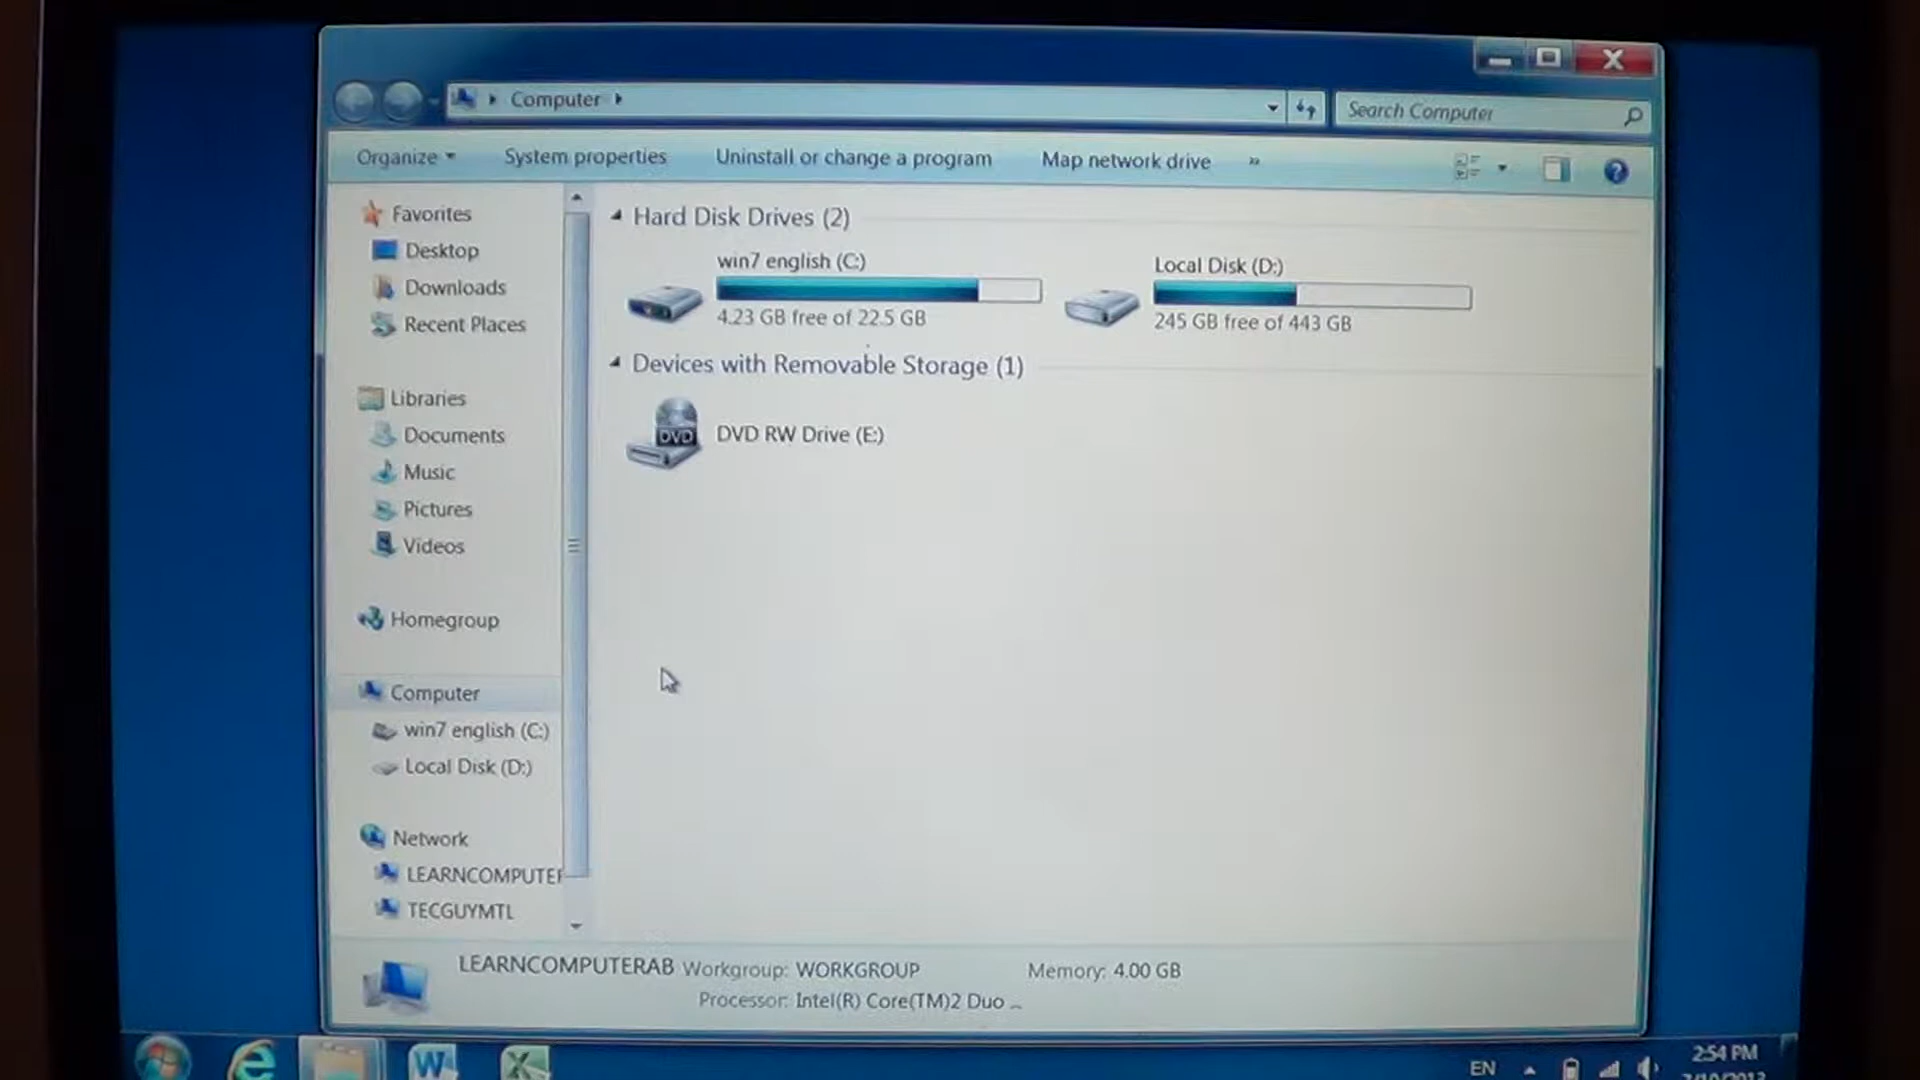 Computer
Search Computer
Organize
System properties
Uninstall or change a program
Map network drive
»
Favorites
Desktop
Downloads
Recent Places
Libraries
Documents
Music
Pictures
Videos
Homegroup
Computer
win7 english (C:)
Local Disk (D:)
Network
LEARNCOMPUTER
TECGUYMTL
Hard Disk Drives (2)
win7 english (C:)
4.23 GB free of 22.5 GB
Local Disk (D:)
245 GB free of 443 GB
Devices with Removable Storage (1)
DVD
DVD RW Drive (E:)
LEARNCOMPUTERAB Workgroup: WORKGROUP Memory: 4.00 GB
Processor: Intel(R) Core(TM)2 Duo ...
EN
2:54 PM